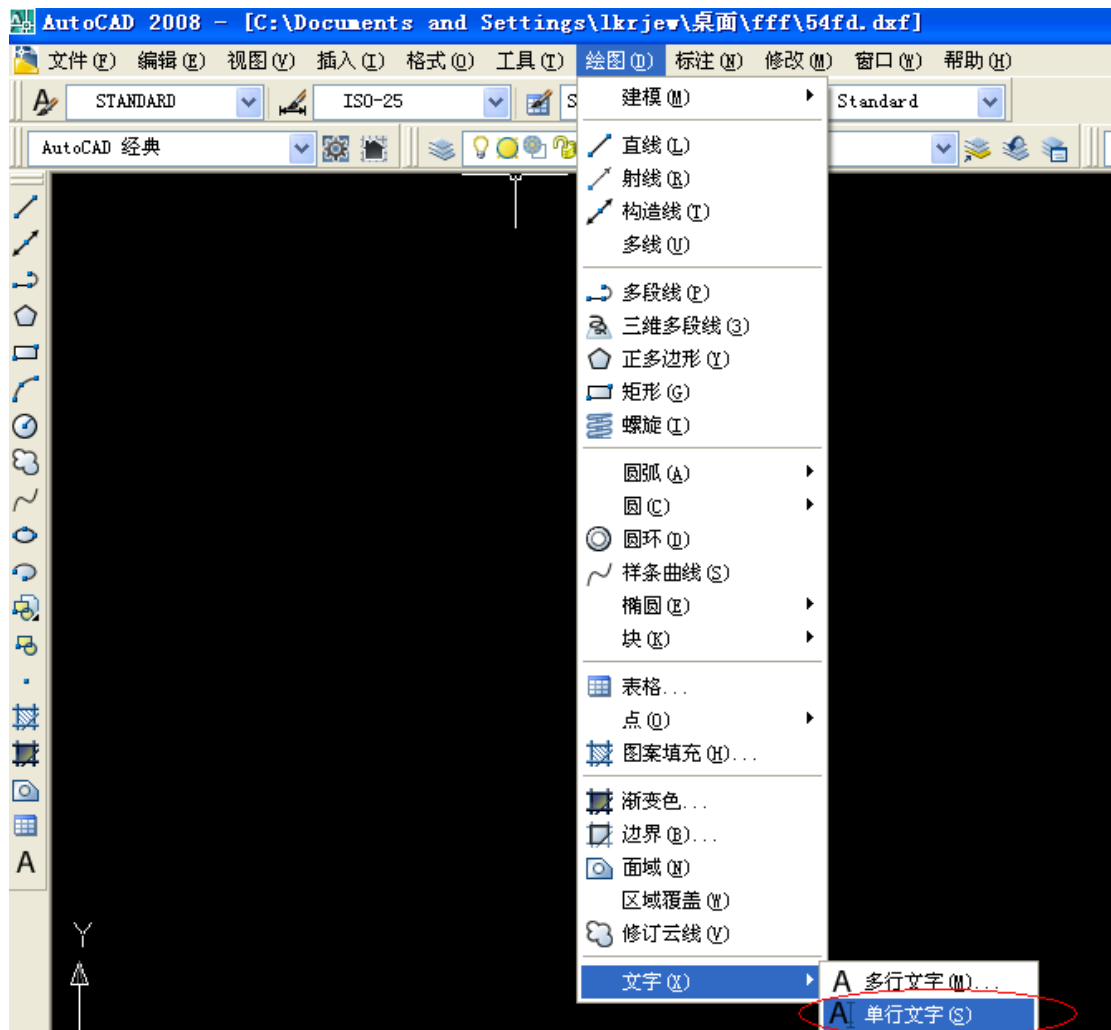 AutoCAD 2008 - [C:\Documents and Settings\lkrjew\桌面\fff\54fd.dxf]
文件(F) 编辑(E) 视图(V) 插入(I) 格式(O) 工具(T) 绘图(D) 标注(N) 修改(M) 窗口(W) 帮助(H)
STANDARD ISO-25 S Standard
AutoCAD 经典
建模(M)
直线(L)
射线(R)
构造线(T)
多线(U)
多段线(P)
三维多段线(3)
正多边形(Y)
矩形(G)
螺旋(I)
圆弧(A)
圆(C)
圆环(D)
样条曲线(S)
椭圆(E)
块(K)
表格...
点(O)
图案填充(H)...
渐变色...
边界(B)...
面域(N)
区域覆盖(W)
修订云线(V)
文字(X)
A 多行文字(M)...
A 单行文字(S)
A
Y